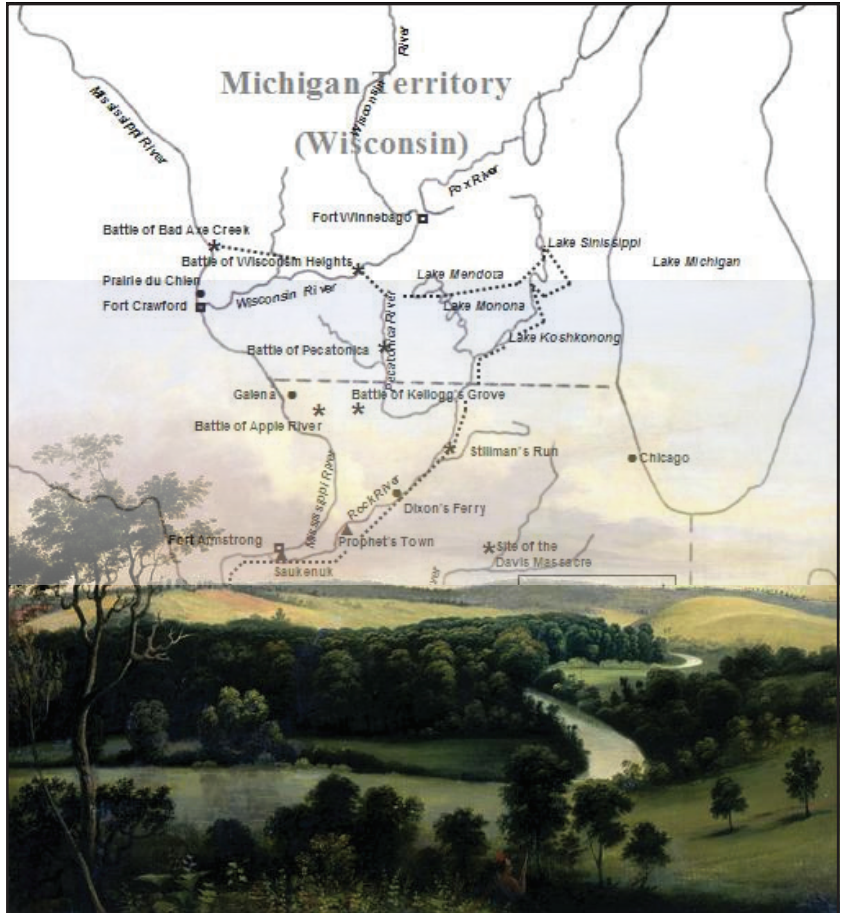 River
Michigan Territory
(Wisconsin)
Wisconsin
Mississippi River
Fox River
Fort Winnebago
Battle of Bad Axe Creek
Lake Sinissippi
Battle of Wisconsin Heights
Lake Michigan
Lake Mendota
Prairie du Chien
Wisconsin River
Fort Crawford
Lake Monona
Pecatonica River
Lake Koshkonong
Battle of Pecatonica
Galena
Battle of Kellogg's Grove
Battle of Apple River
Stillman's Run
Chicago
Mississippi River
Rock River
Dixon's Ferry
Fort Armstrong
Prophet's Town
Site of the
Davis Massacre
Saukenuk